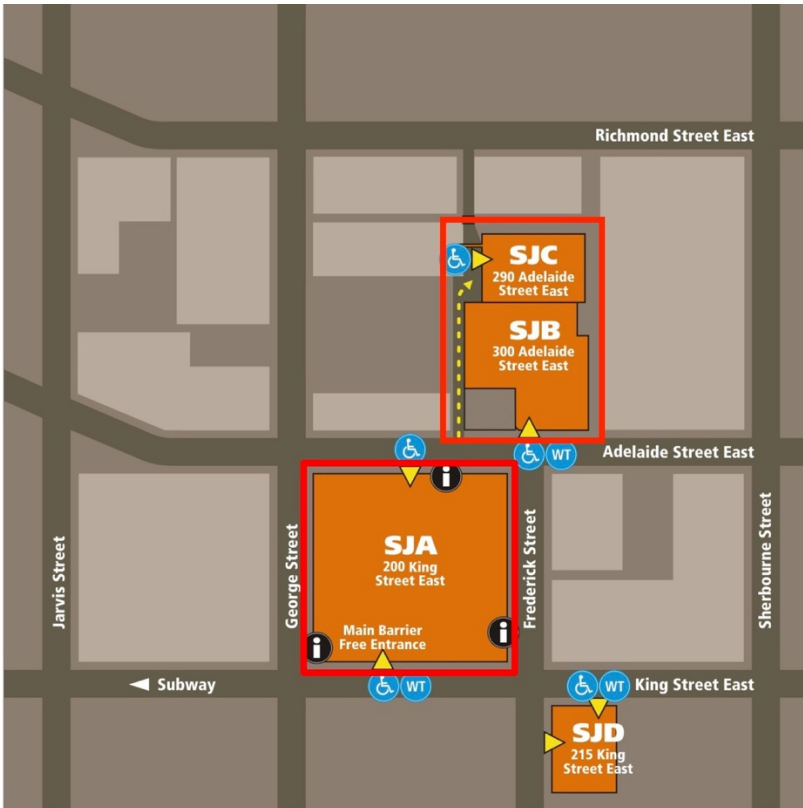 Richmond Street East
SJC
290 Adelaide
Street East
SJB
300 Adelaide
Street East
WT
Adelaide Street East
i
SJA
200 King
Street East
Jarvis Street
George Street
Frederick Street
Sherbourne Street
Main Barrier
Free Entrance
i
i
Subway
WT
WT
King Street East
SJD
215 King
Street East